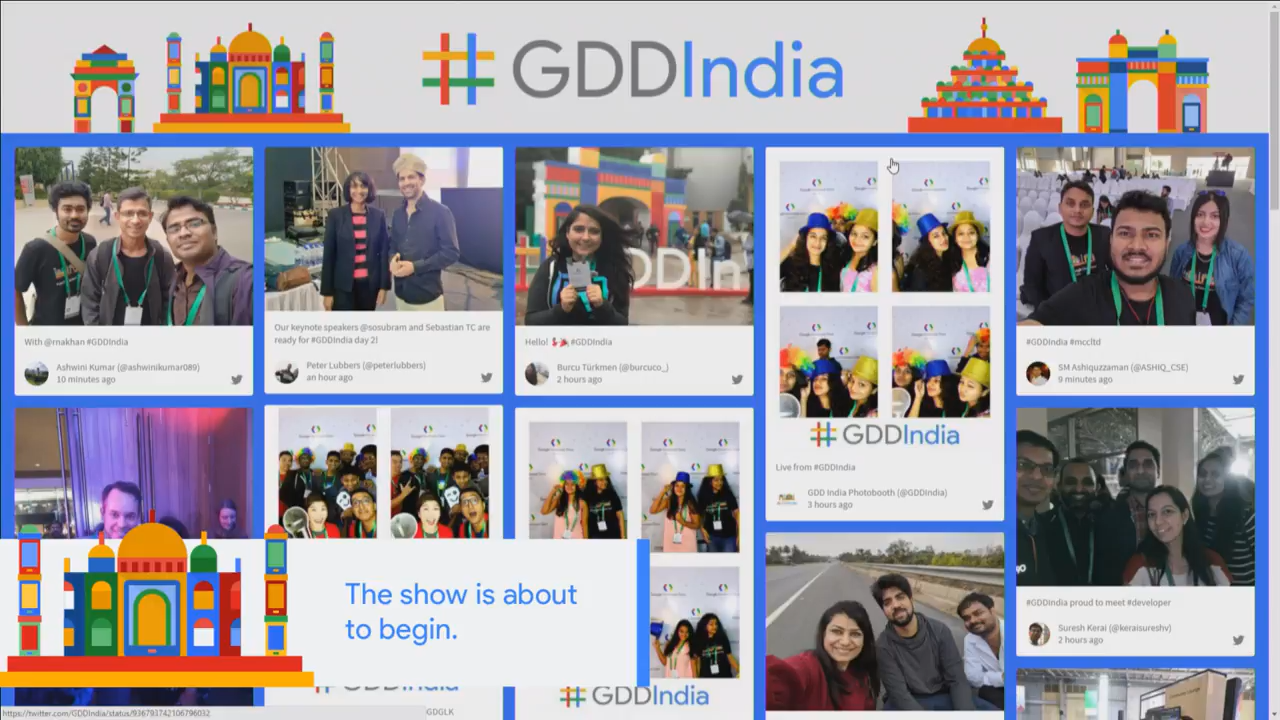 #GDDIndia
With @rnakhan #GDDIndia
Ashwini Kumar (@ashwinikumar089)
10 minutes ago
Our keynote speakers @sosubram and Sebastian TC are
ready for #GDDIndia day 2!
Peter Lubbers (@peterlubbers)
an hour ago
Hello! #GDDIndia
Burcu Türkmen (@burcuco_)
2 hours ago
#GDDIndia
Live from #GDDIndia
GDD India Photobooth (@GDDIndia)
3 hours ago
#GDDIndia #mccltd
SM Ashiquzzaman (@ASHIQ_CSE)
9 minutes ago
#GDDIndia proud to meet #developer
Suresh Kerai (@keraisureshv)
2 hours ago
The show is about
to begin.
#GDDIndia
GDGLK
https://twitter.com/GDDIndia/status/936793742106796032